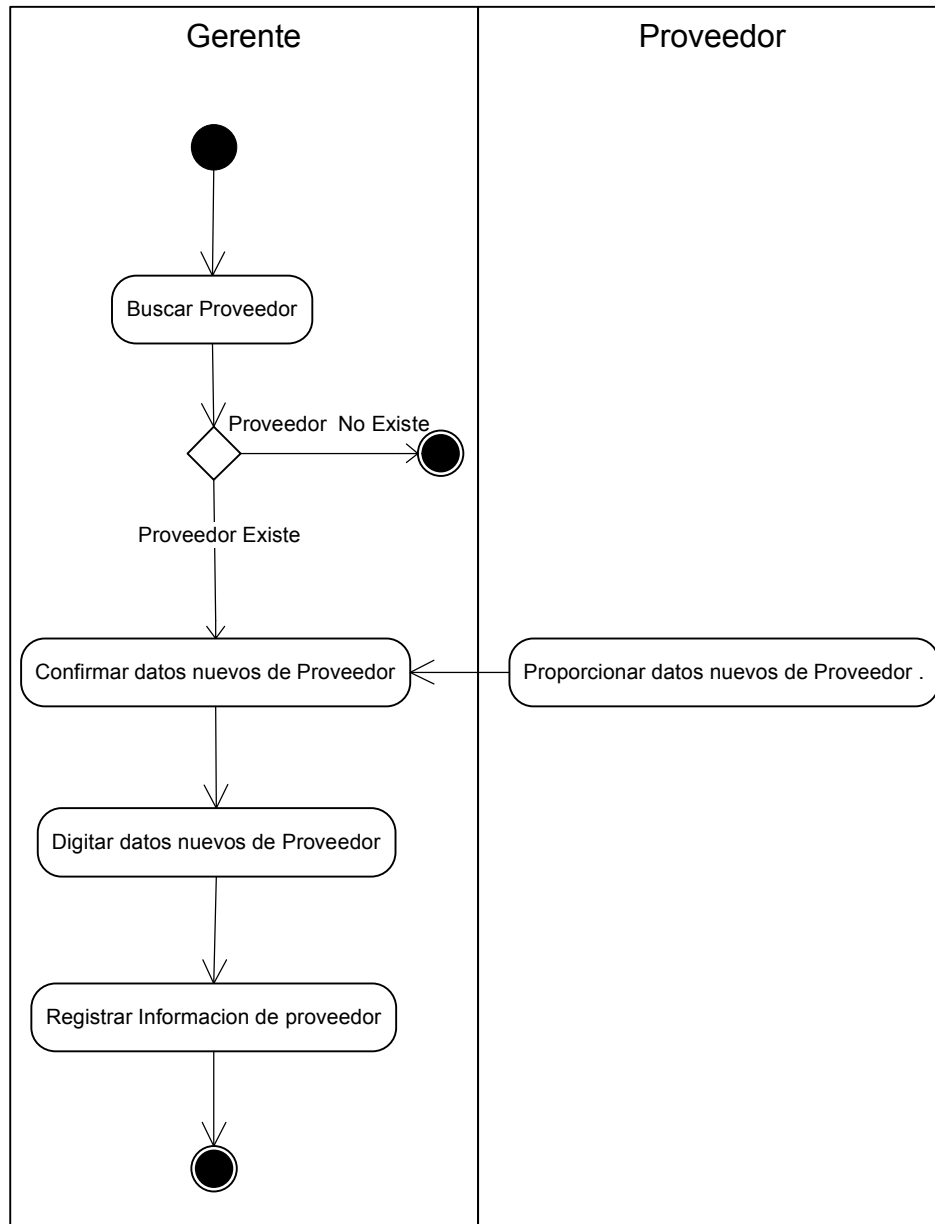 Gerente
Proveedor
Buscar Proveedor
Proveedor No Existe
Proveedor Existe
Confirmar datos nuevos de Proveedor
Proporcionar datos nuevos de Proveedor .
Digitar datos nuevos de Proveedor
Registrar Informacion de proveedor